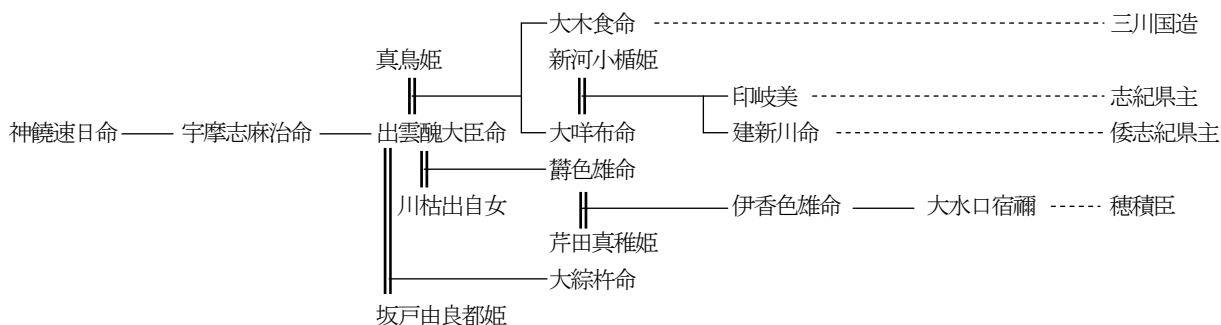 大木食命 三川国造
真鳥姫 新河小楯姫
印岐美 志紀県主
神饒速日命 宇摩志麻治命 出雲醜大臣命 大咩布命 建新川命 倭志紀県主
欝色雄命
川枯出自女 伊香色雄命 大水口宿禰 穂積臣
芹田真稚姫
大綜杵命
坂戸由良都姫